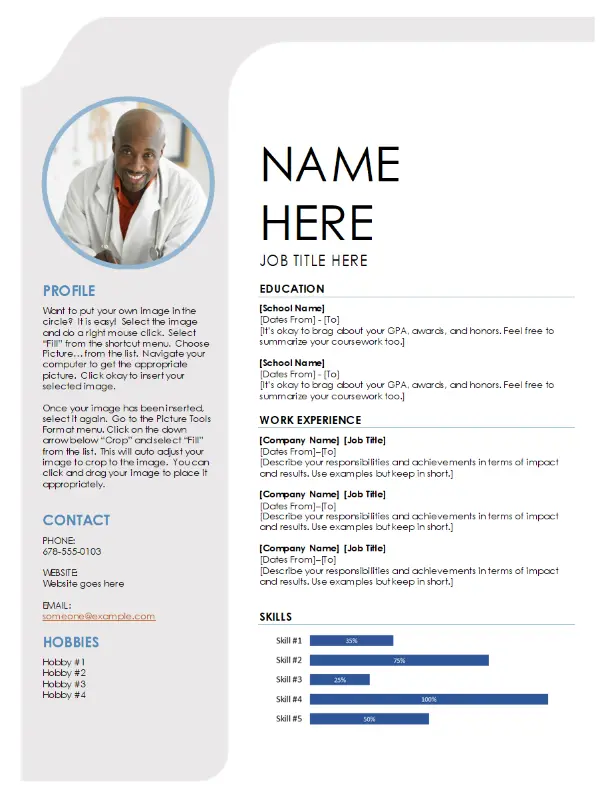 NAME
HERE
JOB TITLE HERE
PROFILE
Want to put your own image in the
circle?  It is easy!  Select the image
and do a right mouse click.  Select
“Fill” from the shortcut menu.  Choose
Picture… from the list.  Navigate your
computer to get the appropriate
picture.  Click okay to insert your
selected image.
Once your image has been inserted,
select it again.  Go to the Picture Tools
Format menu. Click on the down
arrow below “Crop” and select “Fill”
from the list.  This will auto adjust your
image to crop to the image.  You can
click and drag your image to place it
appropriately.
CONTACT
PHONE:
678-555-0103
WEBSITE:
Website goes here
EMAIL:
someone@example.com
HOBBIES
Hobby #1
Hobby #2
Hobby #3
Hobby #4
EDUCATION
[School Name]
[Dates From] - [To]
[It’s okay to brag about your GPA, awards, and honors. Feel free to
summarize your coursework too.]
[School Name]
[Dates From] - [To]
[It’s okay to brag about your GPA, awards, and honors. Feel free to
summarize your coursework too.]
WORK EXPERIENCE
[Company Name]  [Job Title]
[Dates From]–[To]
[Describe your responsibilities and achievements in terms of impact
and results. Use examples but keep in short.]
[Company Name]  [Job Title]
[Dates From]–[To]
[Describe your responsibilities and achievements in terms of impact
and results. Use examples but keep in short.]
[Company Name]  [Job Title]
[Dates From]–[To]
[Describe your responsibilities and achievements in terms of impact
and results. Use examples but keep in short.]
SKILLS
Skill #1 35%
Skill #2 75%
Skill #3 25%
Skill #4 100%
Skill #5 50%